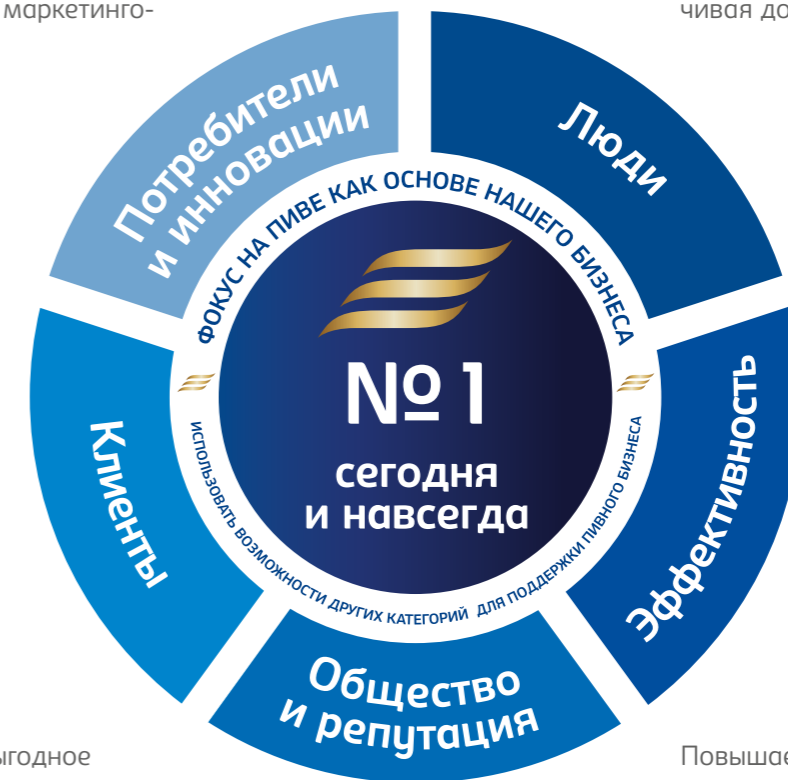 маркетинго-
чивая до
Потребители
и инновации
Люди
ФОКУС НА ПИВЕ КАК ОСНОВЕ НАШЕГО БИЗНЕСА
№ 1
сегодня
и навсегда
ИСПОЛЬЗОВАТЬ ВОЗМОЖНОСТИ ДРУГИХ КАТЕГОРИЙ ДЛЯ ПОДДЕРЖКИ ПИВНОГО БИЗНЕСА
Клиенты
Эффективность
Общество
и репутация
ыгодное
Повышае